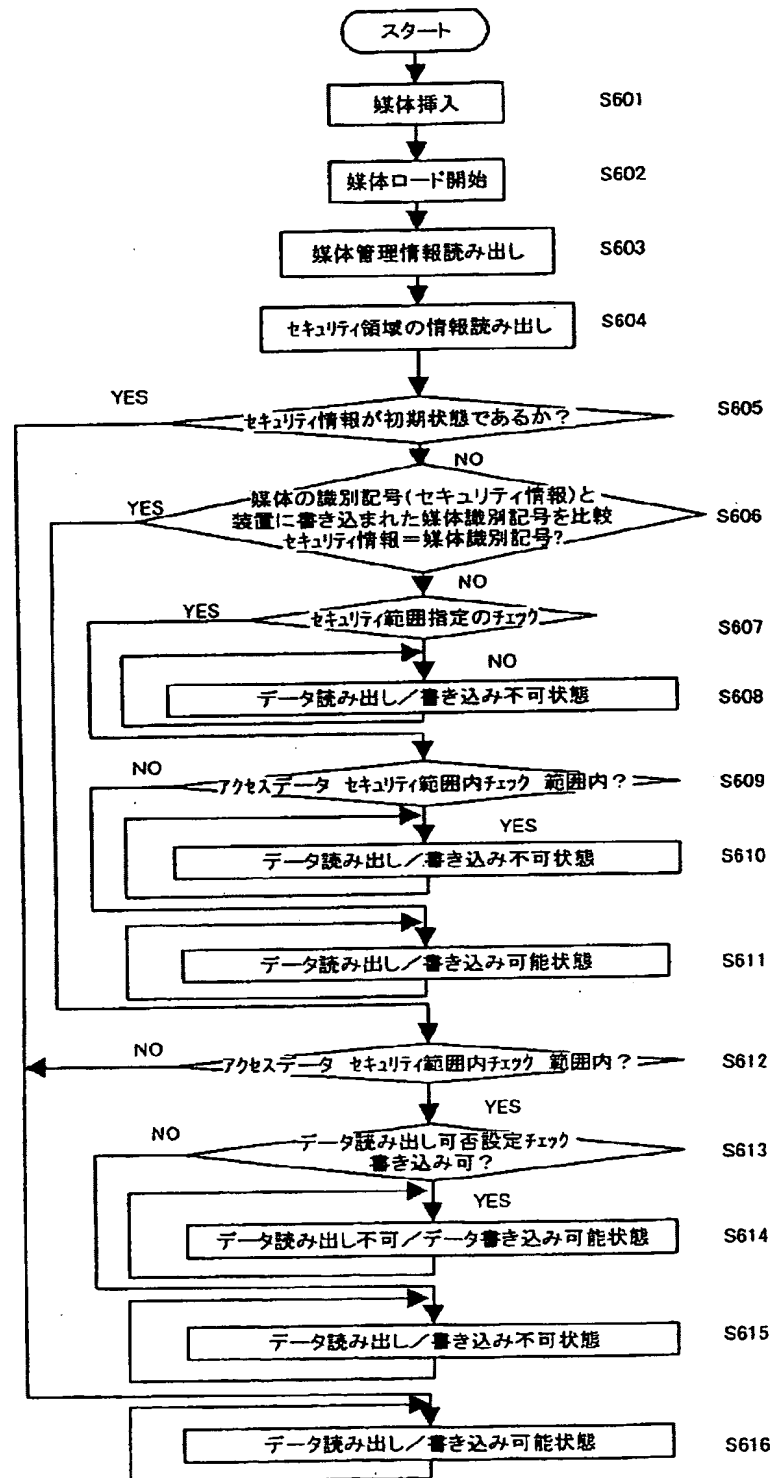 スタート
媒体挿入
S601
媒体ロード開始
S602
媒体管理情報読み出し
S603
セキュリティ領域の情報読み出し
S604
YES
セキュリティ情報が初期状態であるか?
S605
NO
YES
媒体の識別記号(セキュリティ情報)と
装置に書き込まれた媒体識別記号を比較
セキュリティ情報=媒体識別記号?
S606
NO
YES
セキュリティ範囲指定のチェック
S607
NO
データ読み出し/書き込み不可状態
S608
NO
アクセスデータ セキュリティ範囲内チェック 範囲内?
S609
YES
データ読み出し/書き込み不可状態
S610
データ読み出し/書き込み可能状態
S611
NO
アクセスデータ セキュリティ範囲内チェック 範囲内?
S612
YES
NO
データ読み出し可否設定チェック
書き込み可?
S613
YES
データ読み出し不可/データ書き込み可能状態
S614
データ読み出し/書き込み不可状態
S615
データ読み出し/書き込み可能状態
S616